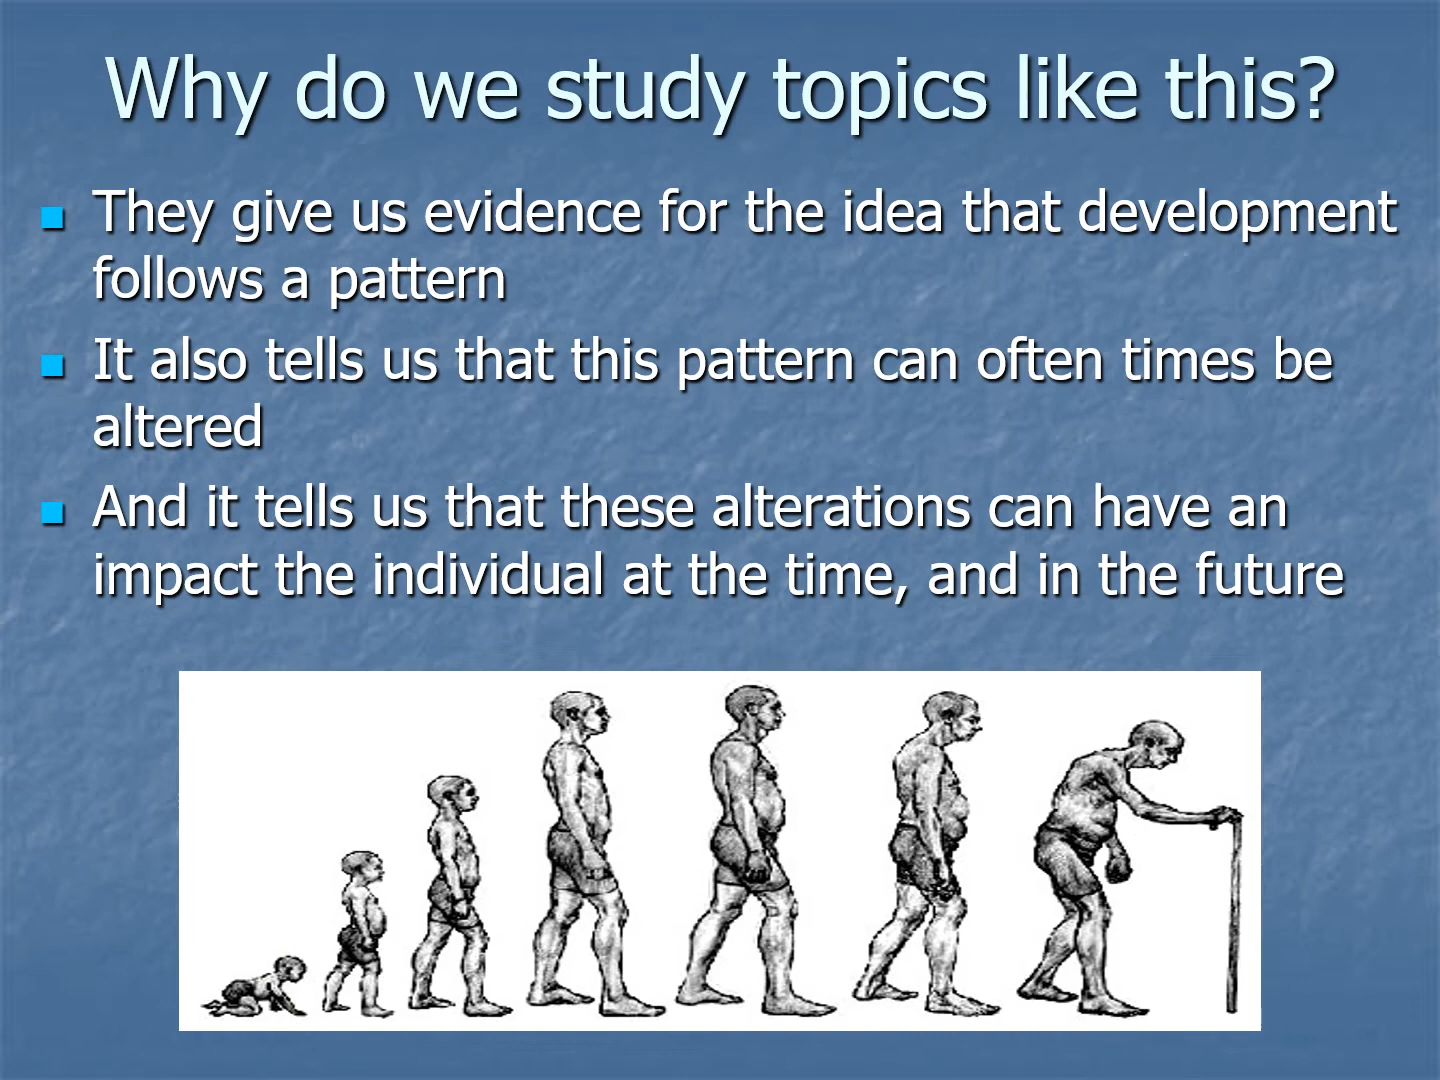 Why do we study topics like this?
They give us evidence for the idea that development
follows a pattern
It also tells us that this pattern can often times be
altered
And it tells us that these alterations can have an
impact the individual at the time, and in the future